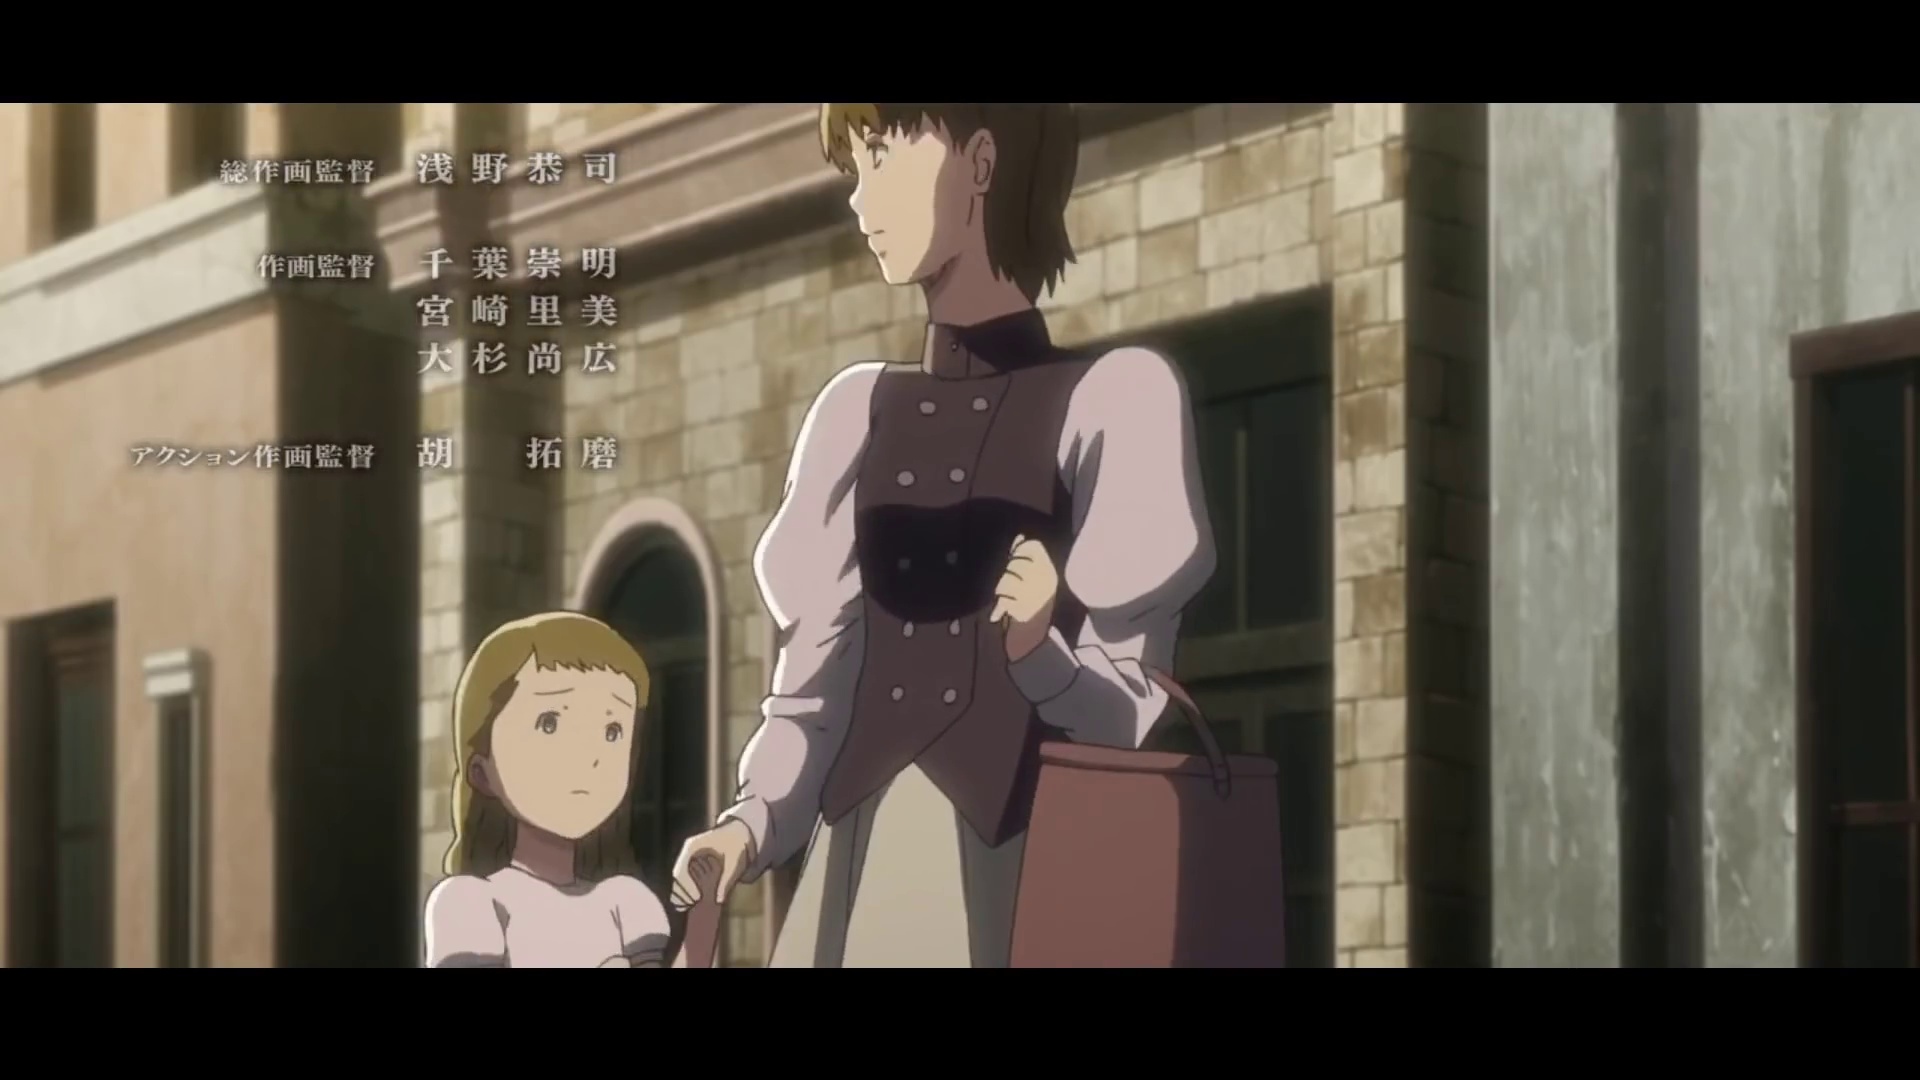 総作画監督 浅野恭司
作画監督 千葉崇明
宮崎里美
大杉尚広
アクション作画監督 胡 拓磨